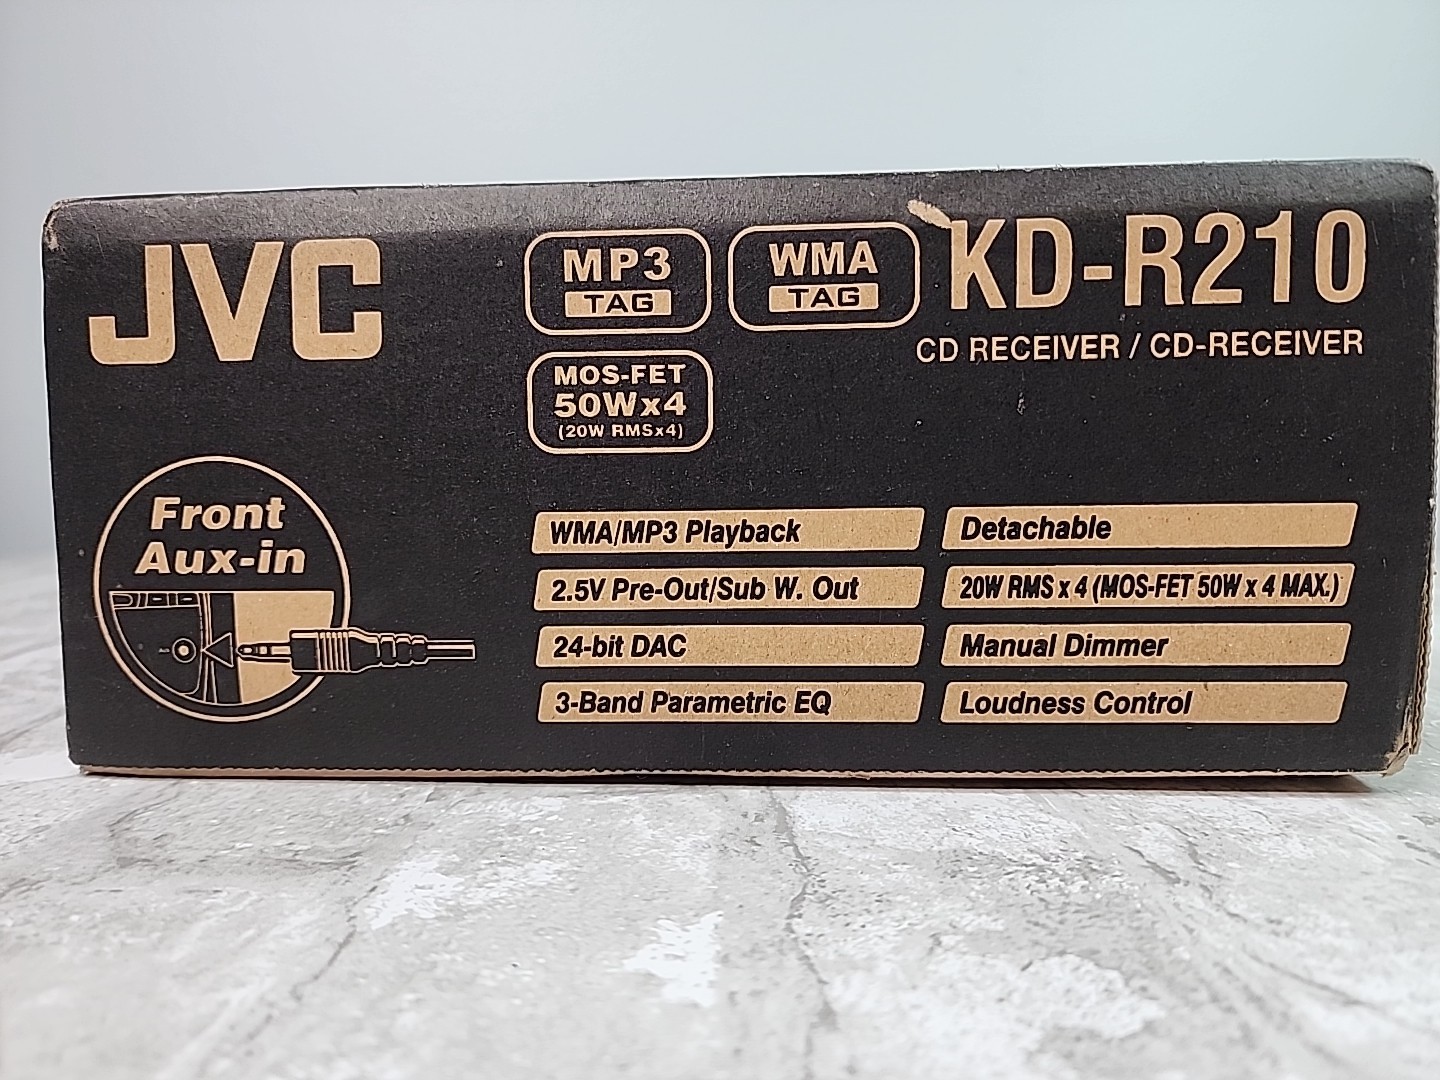 JVC
MP3
TAG
WMA
TAG
KD-R210
CD RECEIVER / CD-RECEIVER
MOS-FET
50Wx4
(20W RMSx4)
Front
Aux-in
WMA/MP3 Playback
2.5V Pre-Out/Sub W. Out
24-bit DAC
3-Band Parametric EQ
Detachable
20W RMS x 4 (MOS-FET 50W x 4 MAX.)
Manual Dimmer
Loudness Control